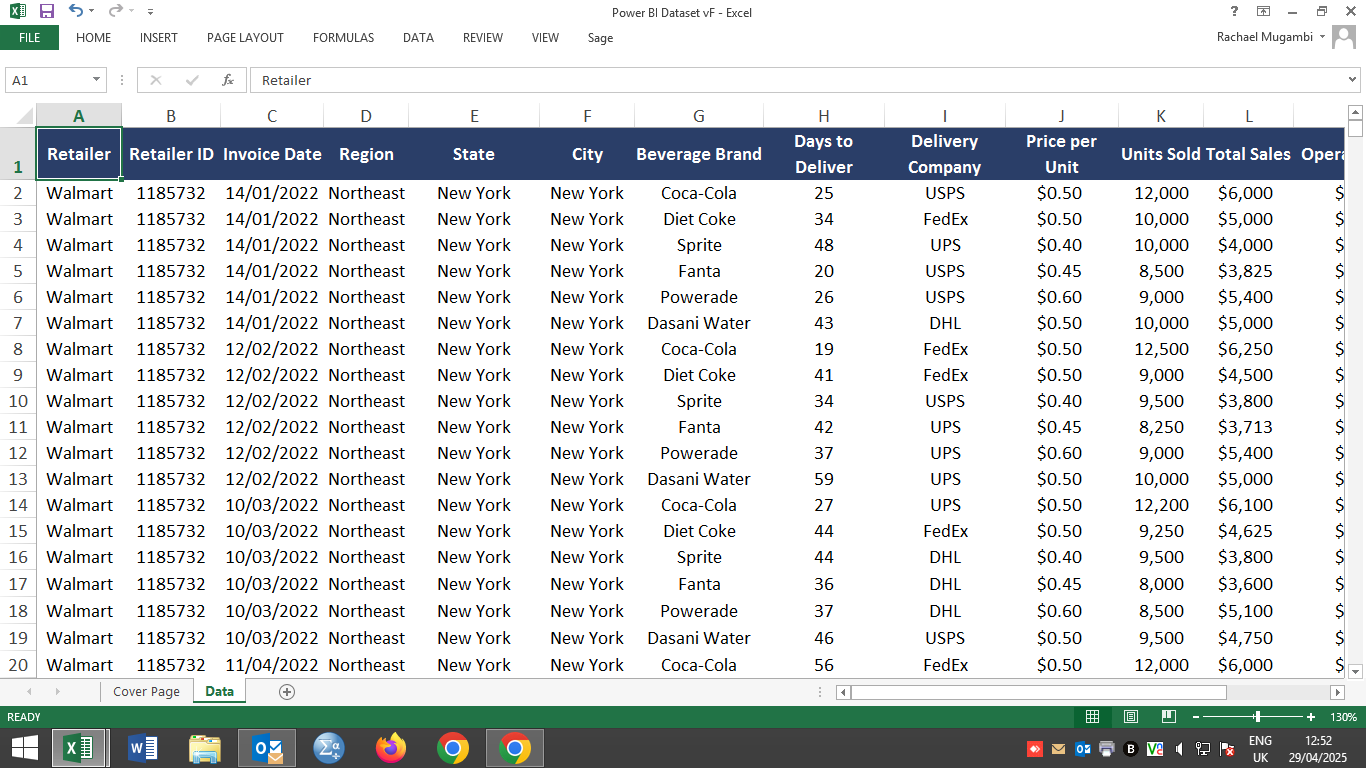 Power BI Dataset vF - Excel
FILE HOME INSERT PAGE LAYOUT FORMULAS DATA REVIEW VIEW Sage Rachael Mugambi
A1 fx Retailer
A B C D E F G H I J K L
1 Retailer Retailer ID Invoice Date Region State City Beverage Brand Days to Deliver Delivery Company Price per Unit Units Sold Total Sales Opera
2 Walmart 1185732 14/01/2022 Northeast New York New York Coca-Cola 25 USPS $0.50 12,000 $6,000 $
3 Walmart 1185732 14/01/2022 Northeast New York New York Diet Coke 34 FedEx $0.50 10,000 $5,000 $
4 Walmart 1185732 14/01/2022 Northeast New York New York Sprite 48 UPS $0.40 10,000 $4,000 $
5 Walmart 1185732 14/01/2022 Northeast New York New York Fanta 20 USPS $0.45 8,500 $3,825 $
6 Walmart 1185732 14/01/2022 Northeast New York New York Powerade 26 USPS $0.60 9,000 $5,400 $
7 Walmart 1185732 14/01/2022 Northeast New York New York Dasani Water 43 DHL $0.50 10,000 $5,000 $
8 Walmart 1185732 12/02/2022 Northeast New York New York Coca-Cola 19 FedEx $0.50 12,500 $6,250 $
9 Walmart 1185732 12/02/2022 Northeast New York New York Diet Coke 41 FedEx $0.50 9,000 $4,500 $
10 Walmart 1185732 12/02/2022 Northeast New York New York Sprite 34 USPS $0.40 9,500 $3,800 $
11 Walmart 1185732 12/02/2022 Northeast New York New York Fanta 42 UPS $0.45 8,250 $3,713 $
12 Walmart 1185732 12/02/2022 Northeast New York New York Powerade 37 UPS $0.60 9,000 $5,400 $
13 Walmart 1185732 12/02/2022 Northeast New York New York Dasani Water 59 UPS $0.50 10,000 $5,000 $
14 Walmart 1185732 10/03/2022 Northeast New York New York Coca-Cola 27 UPS $0.50 12,200 $6,100 $
15 Walmart 1185732 10/03/2022 Northeast New York New York Diet Coke 44 FedEx $0.50 9,250 $4,625 $
16 Walmart 1185732 10/03/2022 Northeast New York New York Sprite 44 DHL $0.40 9,500 $3,800 $
17 Walmart 1185732 10/03/2022 Northeast New York New York Fanta 36 DHL $0.45 8,000 $3,600 $
18 Walmart 1185732 10/03/2022 Northeast New York New York Powerade 37 DHL $0.60 8,500 $5,100 $
19 Walmart 1185732 10/03/2022 Northeast New York New York Dasani Water 46 USPS $0.50 9,500 $4,750 $
20 Walmart 1185732 11/04/2022 Northeast New York New York Coca-Cola 56 FedEx $0.50 12,000 $6,000 $
Cover Page Data
READY 130%
ENG 12:52
UK 29/04/2025